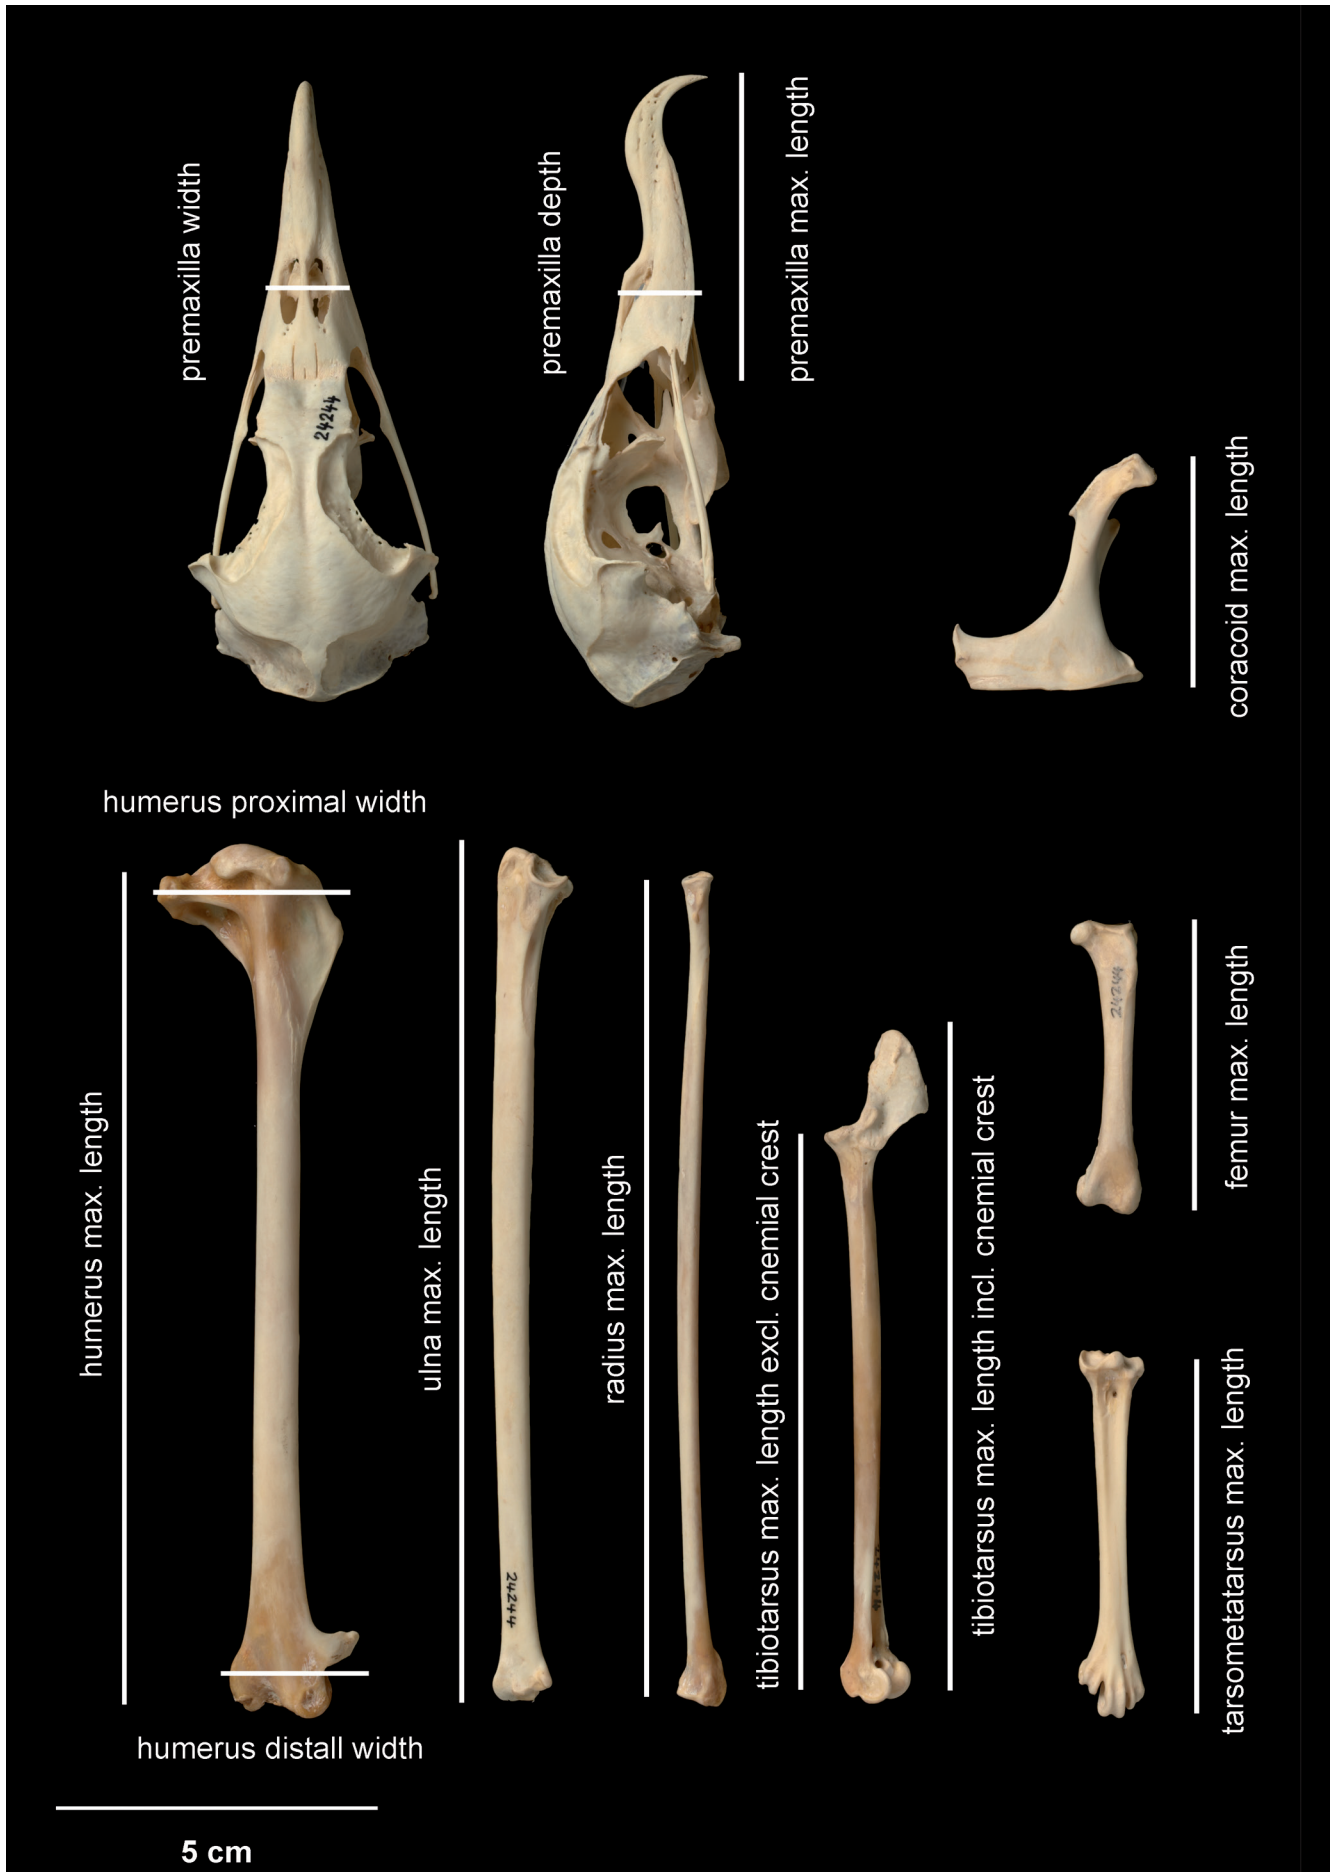 premaxilla width
premaxilla depth
premaxilla max. length
24244
coracoid max. length
humerus proximal width
humerus max. length
ulna max. length
24244
radius max. length
tibiotarsus max. length excl. cnemial crest
24244
tibiotarsus max. length incl. cnemial crest
24244
femur max. length
tarsometatarsus max. length
humerus distall width
5 cm